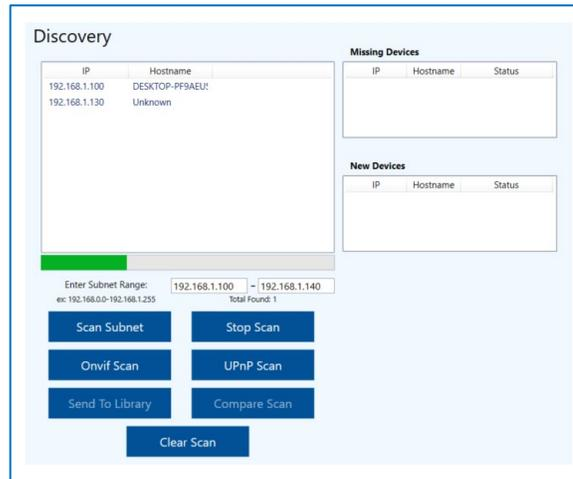 Discovery
IP Hostname
192.168.1.100 DESKTOP-PF9AEU
192.168.1.130 Unknown
Missing Devices
IP Hostname Status
New Devices
IP Hostname Status
Enter Subnet Range: 192.168.1.100 - 192.168.1.140
ex: 192.168.0.0-192.168.1.255 Total Found: 1
Scan Subnet Stop Scan
Onvif Scan UPnP Scan
Send To Library Compare Scan
Clear Scan